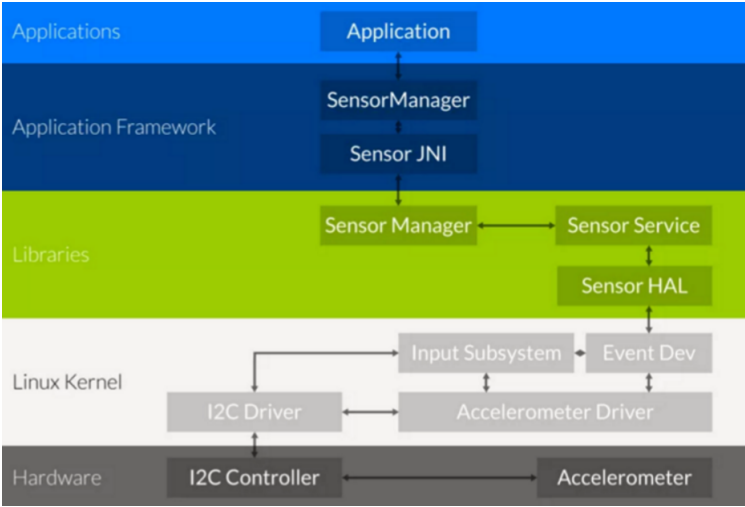 Applications
Application
SensorManager
Application Framework
Sensor JNI
Sensor Manager
Sensor Service
Libraries
Sensor HAL
Input Subsystem
Event Dev
Linux Kernel
I2C Driver
Accelerometer Driver
Hardware
I2C Controller
Accelerometer